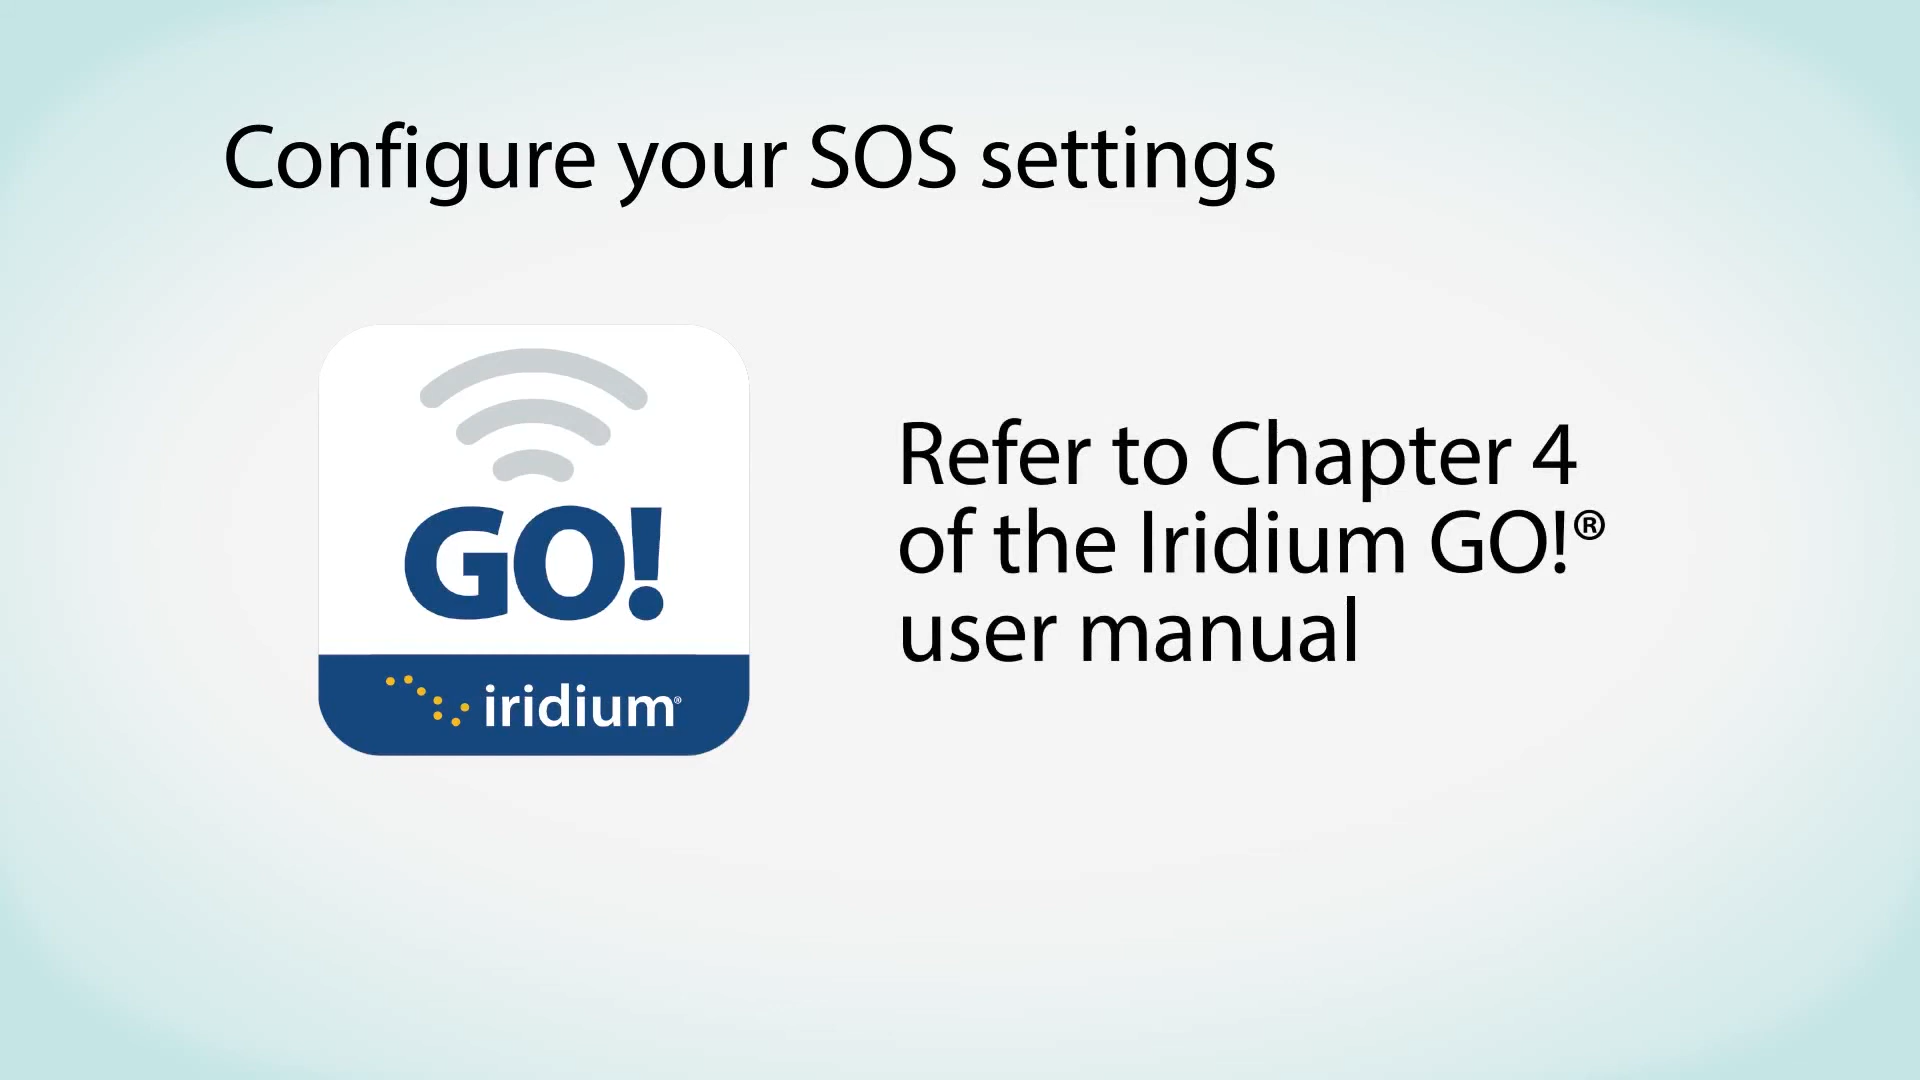 Configure your SOS settings
GO!
iridium®
Refer to Chapter 4
of the Iridium GO!®
user manual